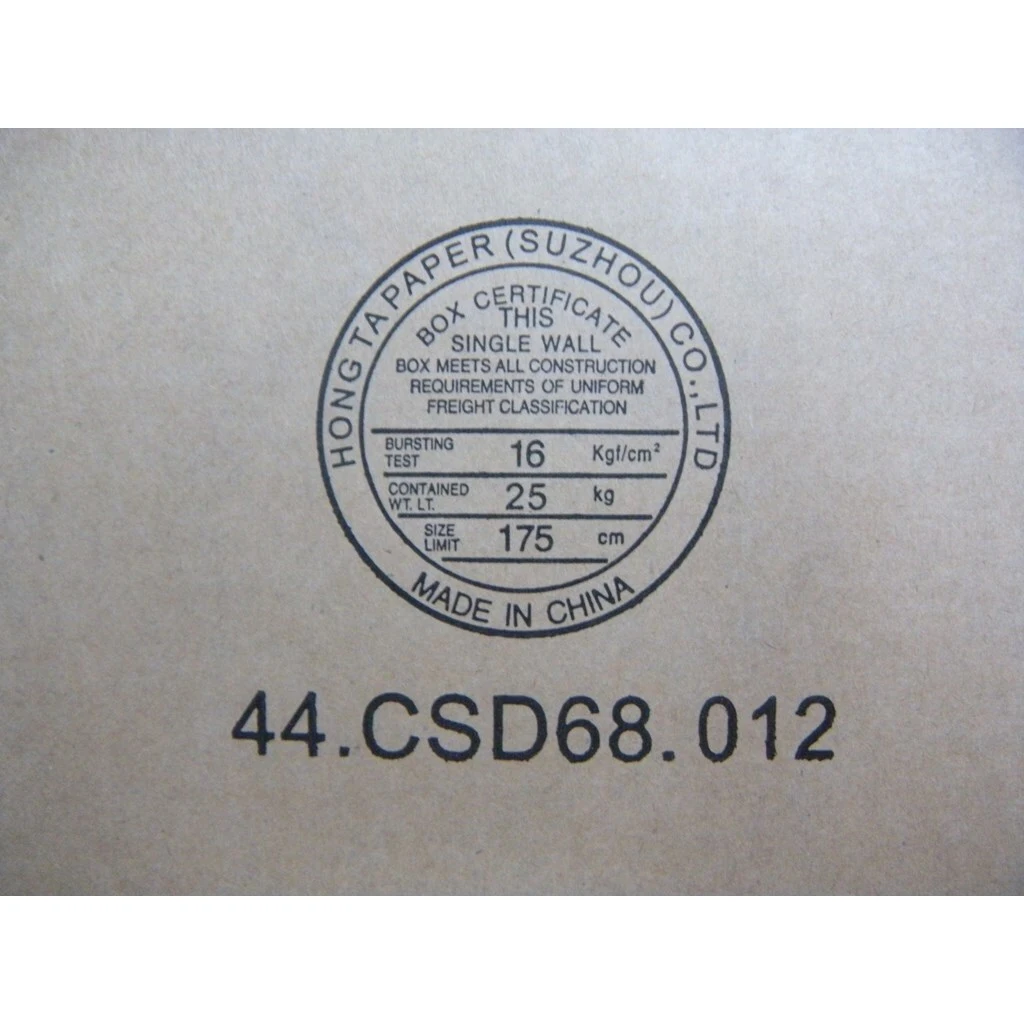 HONG TA PAPER (SUZHOU) CO.,LTD
BOX CERTIFICATE
THIS
SINGLE WALL
BOX MEETS ALL CONSTRUCTION
REQUIREMENTS OF UNIFORM
FREIGHT CLASSIFICATION
BURSTING TEST 16 Kgf/cm²
CONTAINED WT. LT. 25 kg
SIZE LIMIT 175 cm
MADE IN CHINA
44.CSD68.012